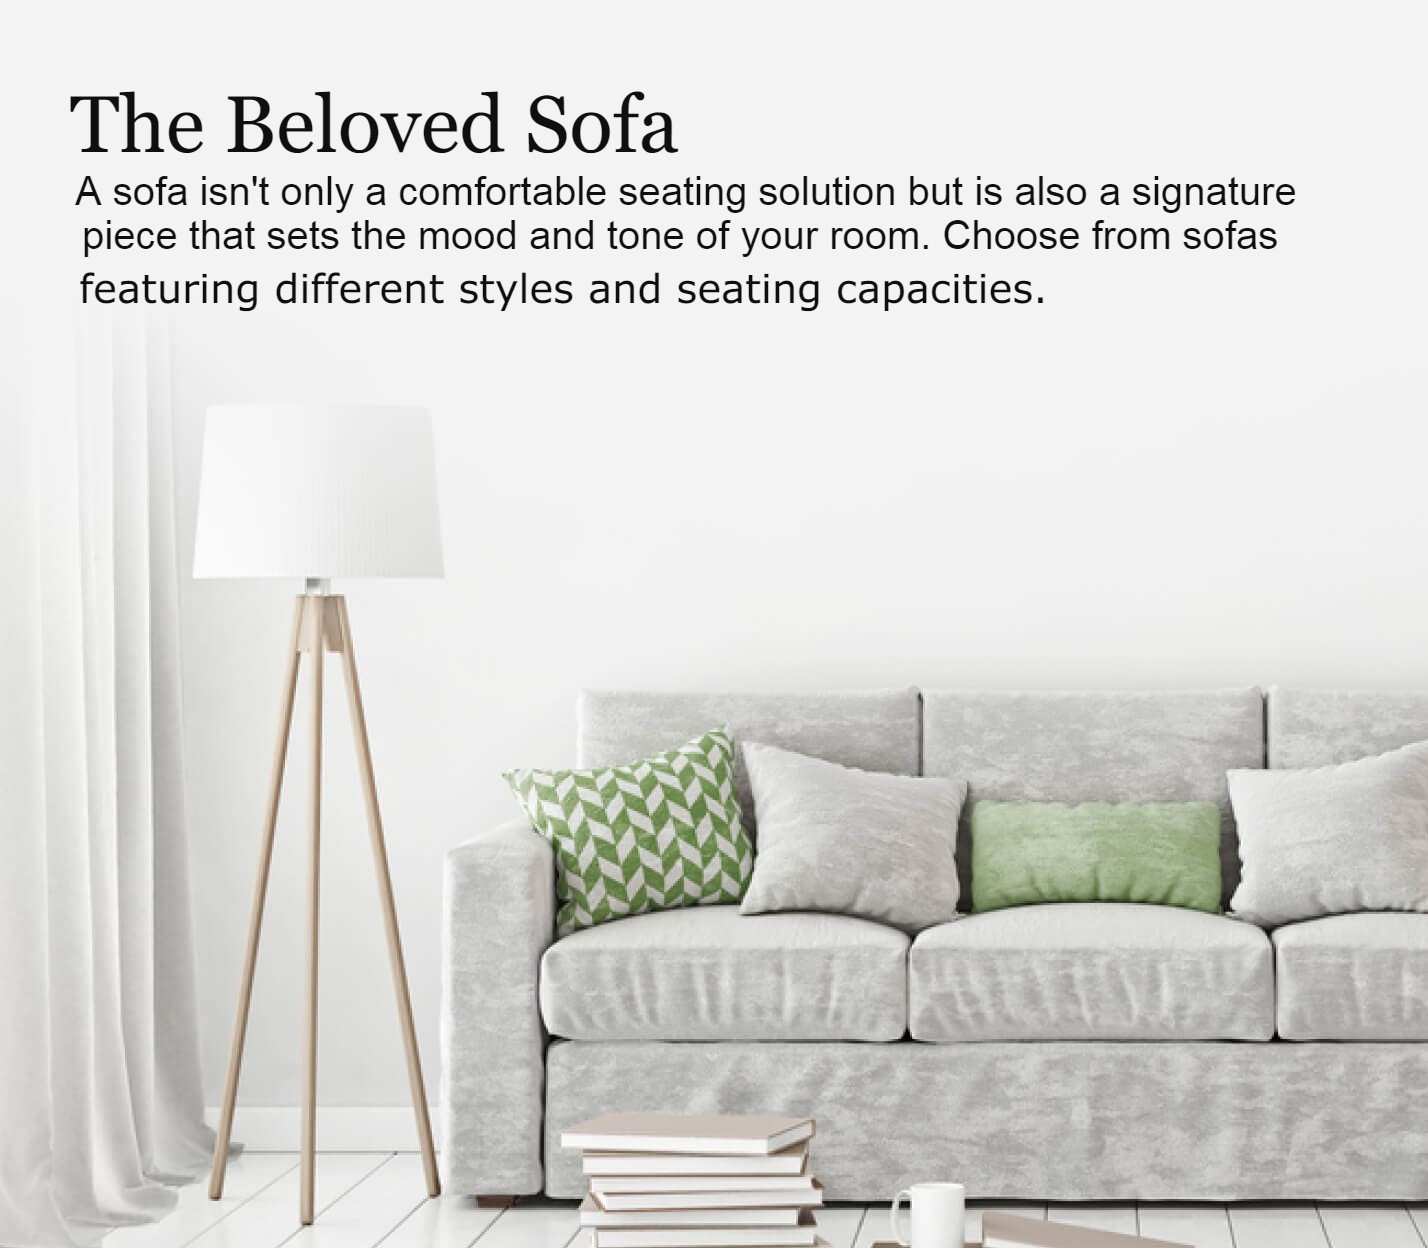 The Beloved Sofa
A sofa isn't only a comfortable seating solution but is also a signature
piece that sets the mood and tone of your room. Choose from sofas
featuring different styles and seating capacities.